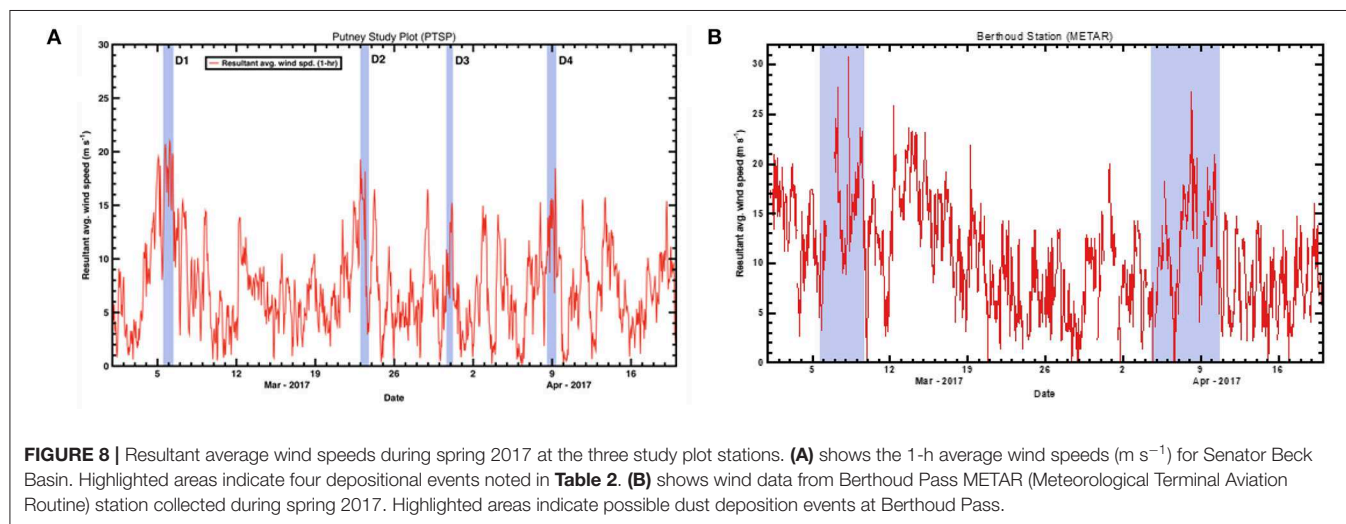 A
Putney Study Plot (PTSP)
30
25
20
15
10
5
0
Resultant avg. wind speed (m s⁻¹)
D1
D2
D3
D4
Resultant avg. wind spd. (1-hr)
5
12
19
26
2
9
16
Mar - 2017
Apr - 2017
Date
B
Berthoud Station (METAR)
30
25
20
15
10
5
0
Resultant avg. wind speed (m s⁻¹)
5
12
19
26
2
9
16
Mar - 2017
Apr - 2017
Date
FIGURE 8 | Resultant average wind speeds during spring 2017 at the three study plot stations. (A) shows the 1-h average wind speeds (m s⁻¹) for Senator Beck
Basin. Highlighted areas indicate four depositional events noted in Table 2. (B) shows wind data from Berthoud Pass METAR (Meteorological Terminal Aviation
Routine) station collected during spring 2017. Highlighted areas indicate possible dust deposition events at Berthoud Pass.